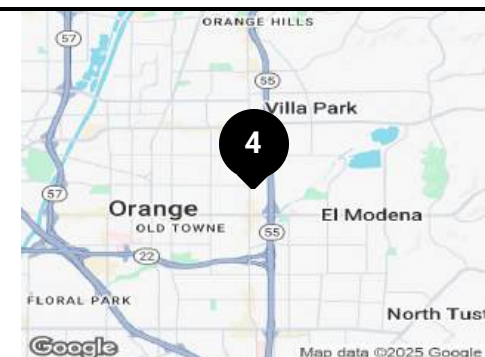 ORANGE HILLS
57
55
Villa Park
4
57
Orange
El Modena
OLD TOWNE
55
22
FLORAL PARK
North Tust
Google
Map data ©2025 Google